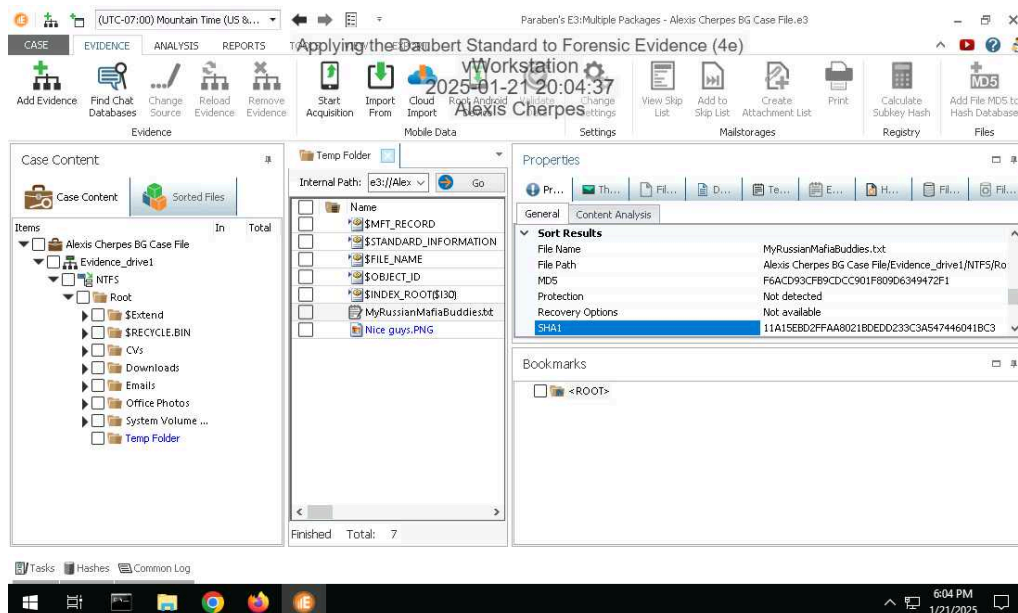 (UTC-07:00) Mountain Time (US &...
Paraben's E3:Multiple Packages - Alexis Cherpes BG Case File.e3
CASE EVIDENCE ANALYSIS REPORTS
Applying the Daubert Standard to Forensic Evidence (4e)
vWorkstation
2025-01-21 20:04:37
Alexis Cherpes
Add Evidence
Find Chat Databases
Change Source
Reload Evidence
Remove Evidence
Start Acquisition
Import From
Cloud Import
Root Android
Change Settings
View Skip List
Add to Skip List
Create Attachment List
Print
Calculate Subkey Hash
MD5
Add File MD5 to Hash Database
Evidence
Mobile Data
Settings
Mailstorages
Registry
Files
Case Content
Case Content
Sorted Files
Items In Total
Alexis Cherpes BG Case File
Evidence_drive1
NTFS
Root
$Extend
$RECYCLE.BIN
CVs
Downloads
Emails
Office Photos
System Volume ...
Temp Folder
Temp Folder
Internal Path: e3://Alex Go
Name
$MFT_RECORD
$STANDARD_INFORMATION
$FILE_NAME
$OBJECT_ID
$INDEX_ROOT($I30)
MyRussianMafiaBuddies.txt
Nice guys.PNG
Finished Total: 7
Properties
Pr... Th... Fil... D... Te... E... H... Fil... Fil...
General Content Analysis
Sort Results
File Name MyRussianMafiaBuddies.txt
File Path Alexis Cherpes BG Case File/Evidence_drive1/NTFS/Ro
MD5 F6ACD93CFB9CDCC901F809D6349472F1
Protection Not detected
Recovery Options Not available
SHA1 11A15EBD2FFAA8021BDEDD233C3A547446041BC3
Bookmarks
<ROOT>
Tasks Hashes Common Log
6:04 PM
1/21/2025